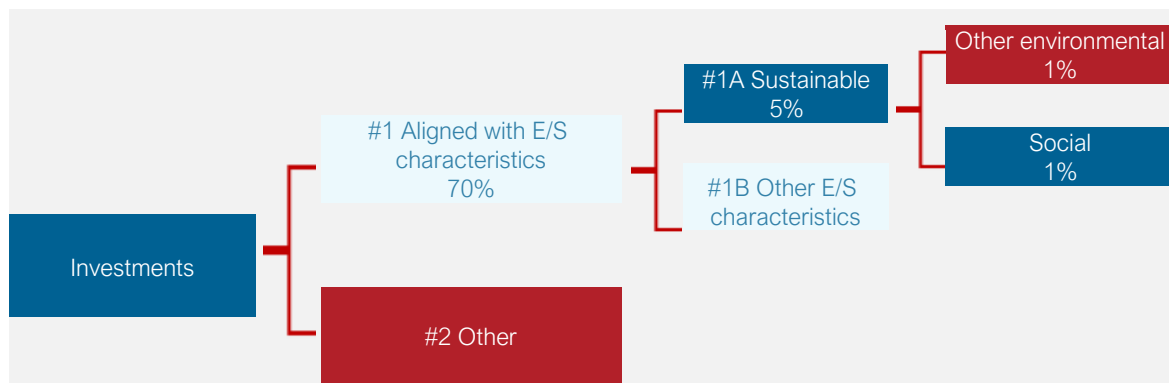 Investments
#1 Aligned with E/S
characteristics
70%
#2 Other
#1A Sustainable
5%
#1B Other E/S
characteristics
Other environmental
1%
Social
1%